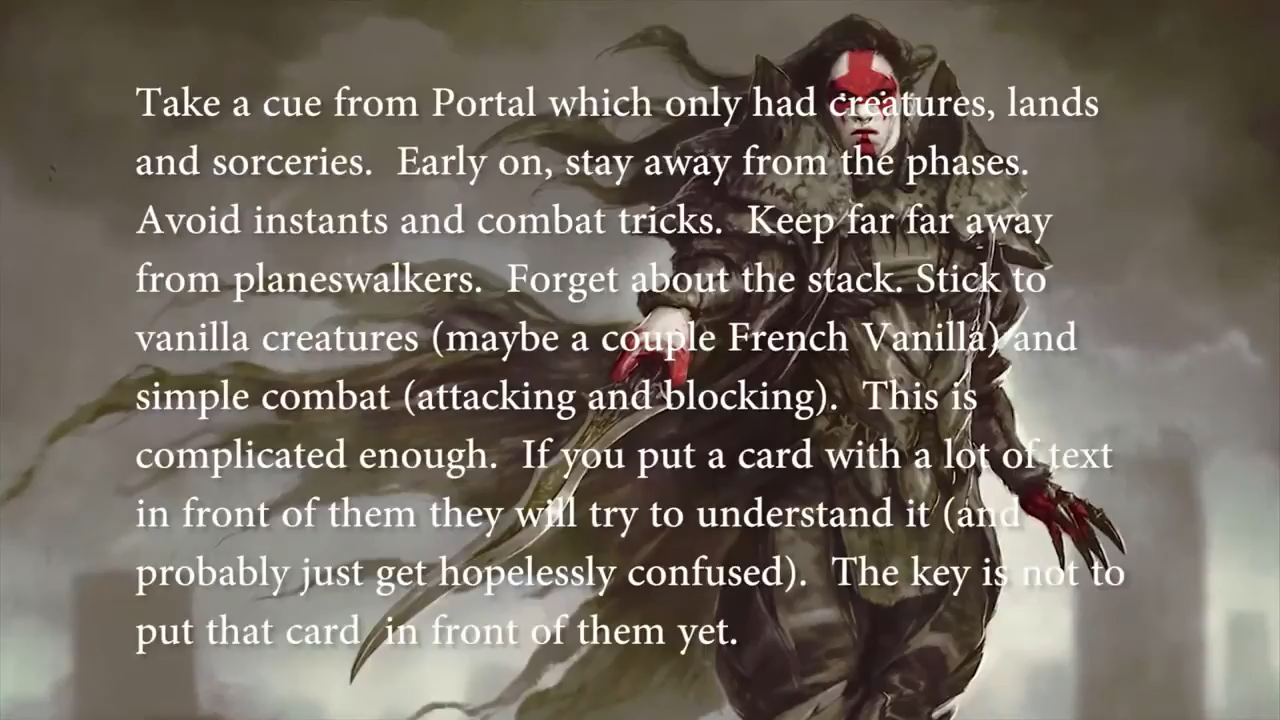 Take a cue from Portal which only had creatures, lands
and sorceries.  Early on, stay away from the phases.
Avoid instants and combat tricks.  Keep far far away
from planeswalkers.  Forget about the stack. Stick to
vanilla creatures (maybe a couple French Vanilla) and
simple combat (attacking and blocking).  This is
complicated enough.  If you put a card with a lot of text
in front of them they will try to understand it (and
probably just get hopelessly confused).  The key is not to
put that card  in front of them yet.